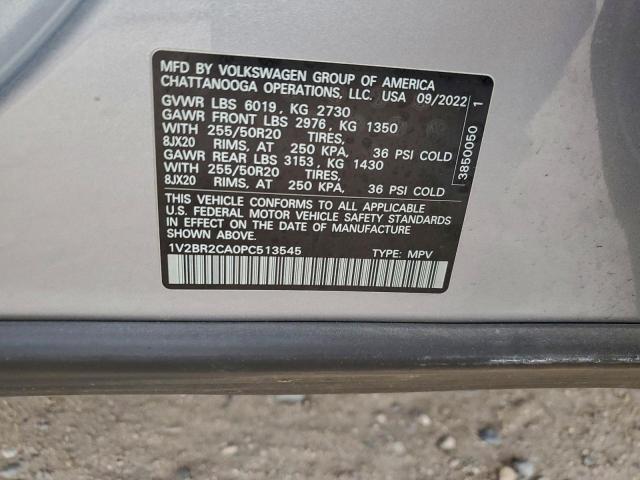 MFD BY VOLKSWAGEN GROUP OF AMERICA
CHATTANOOGA OPERATIONS, LLC. USA 09/2022
GVWR LBS 6019, KG 2730
GAWR FRONT LBS 2976, KG 1350
WITH 255/50R20 TIRES,
8JX20 RIMS, AT 250 KPA, 36 PSI COLD
GAWR REAR LBS 3153, KG 1430
WITH 255/50R20 TIRES,
8JX20 RIMS, AT 250 KPA, 36 PSI COLD
THIS VEHICLE CONFORMS TO ALL APPLICABLE
U.S. FEDERAL MOTOR VEHICLE SAFETY STANDARDS
IN EFFECT ON THE DATE OF MANUFACTURE
SHOWN ABOVE.
1V2BR2CA0PC513545 TYPE: MPV
3850050 1